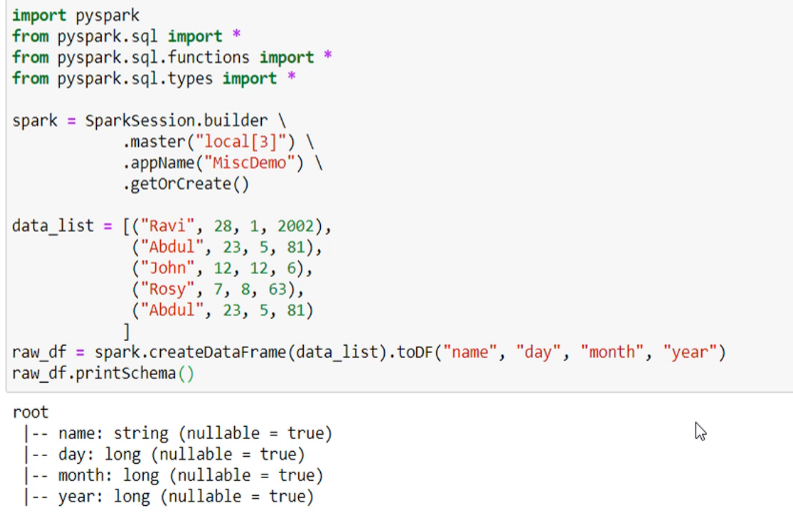 import pyspark
from pyspark.sql import *
from pyspark.sql.functions import *
from pyspark.sql.types import *

spark = SparkSession.builder \
            .master("local[3]") \
            .appName("MiscDemo") \
            .getOrCreate()

data_list = [("Ravi", 28, 1, 2002),
             ("Abdul", 23, 5, 81),
             ("John", 12, 12, 6),
             ("Rosy", 7, 8, 63),
             ("Abdul", 23, 5, 81)
            ]
raw_df = spark.createDataFrame(data_list).toDF("name", "day", "month", "year")
raw_df.printSchema()

root
 |-- name: string (nullable = true)
 |-- day: long (nullable = true)
 |-- month: long (nullable = true)
 |-- year: long (nullable = true)